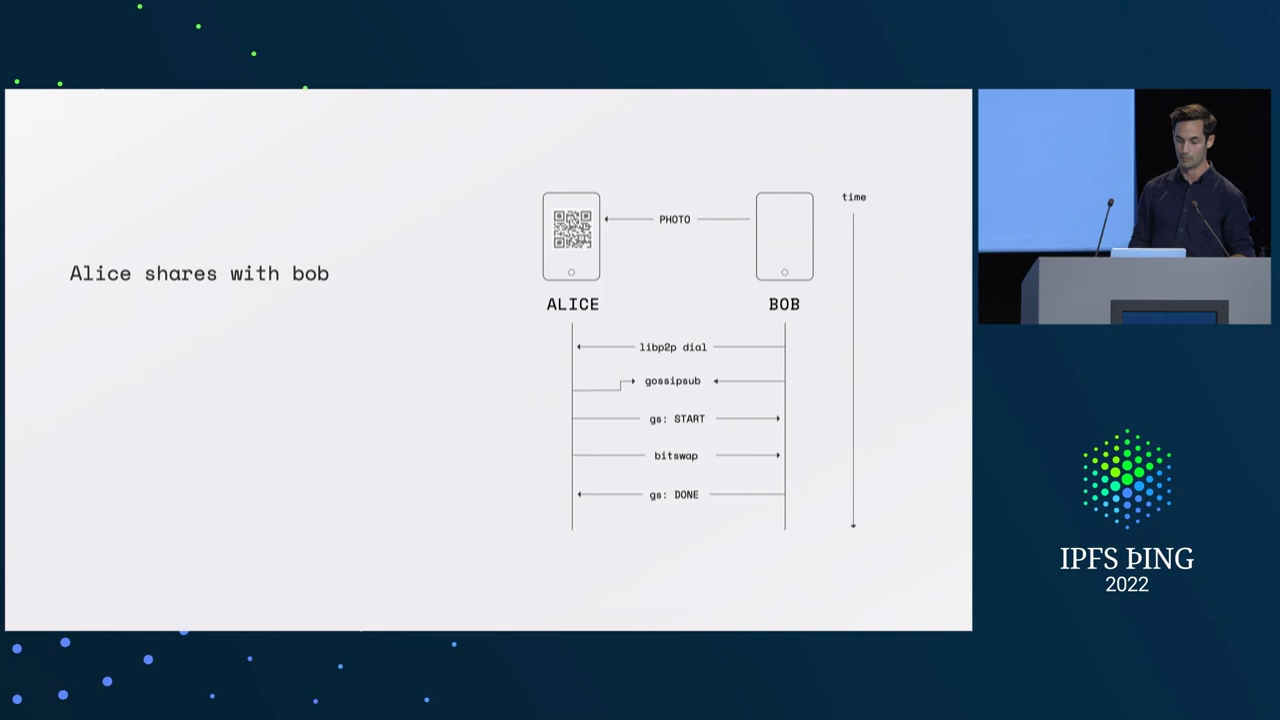 Alice shares with bob
PHOTO
time
ALICE
BOB
libp2p dial
gossipsub
gs: START
bitswap
gs: DONE
IPFS ÞING
2022